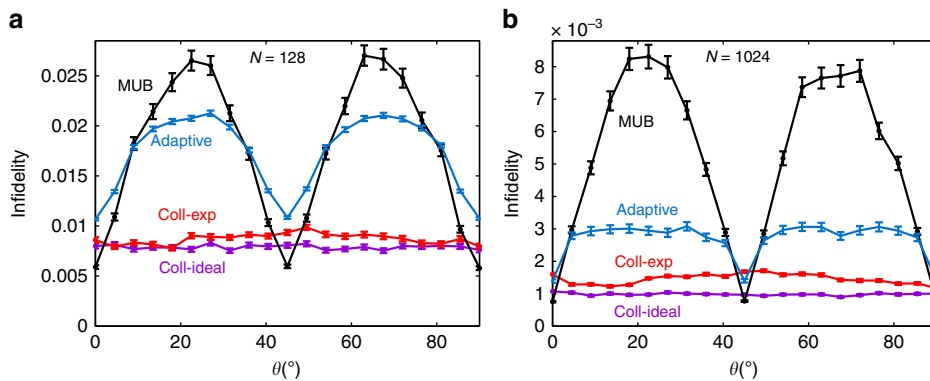 a
N = 128
MUB
Adaptive
Coll-exp
Coll-ideal
Infidelity
0.025
0.02
0.015
0.01
0.005
0
0
20
40
60
80
θ(°)
b
× 10⁻³
N = 1024
MUB
Adaptive
Coll-exp
Coll-ideal
Infidelity
8
7
6
5
4
3
2
1
0
0
20
40
60
80
θ(°)